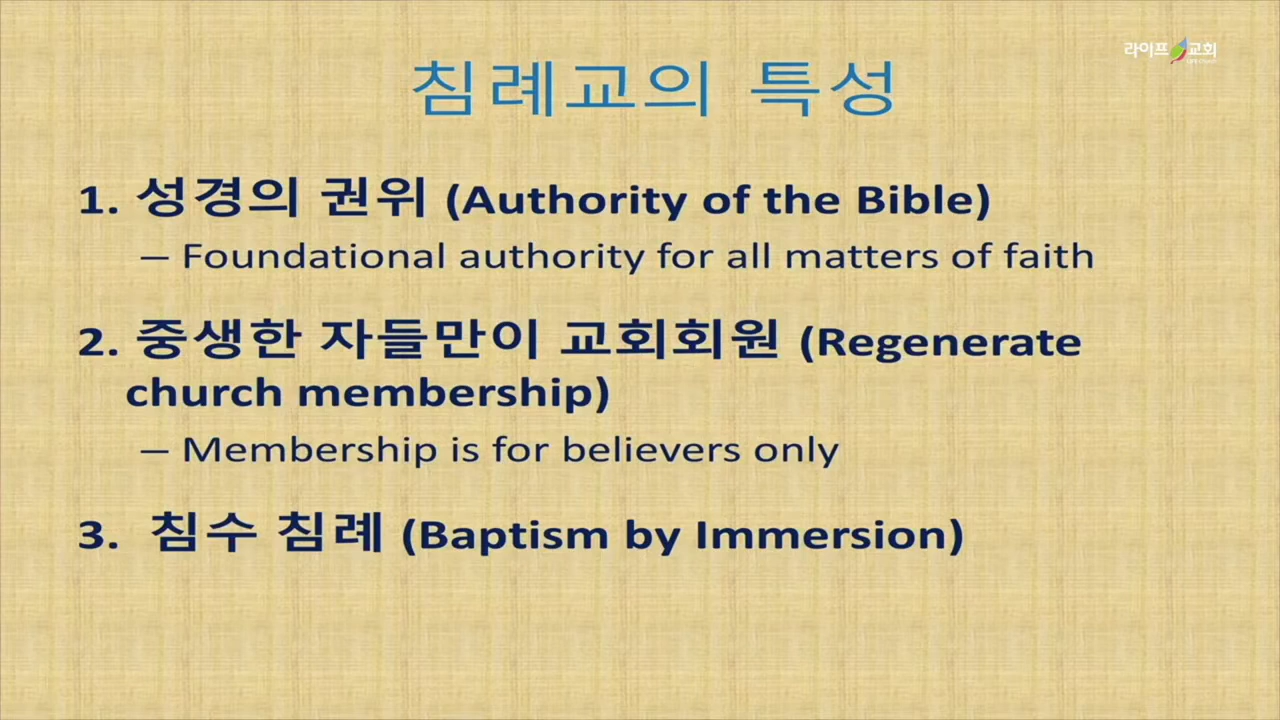 라이프교회
침례교의 특성
1. 성경의 권위 (Authority of the Bible)
– Foundational authority for all matters of faith
2. 중생한 자들만이 교회회원 (Regenerate
church membership)
– Membership is for believers only
3. 침수 침례 (Baptism by Immersion)